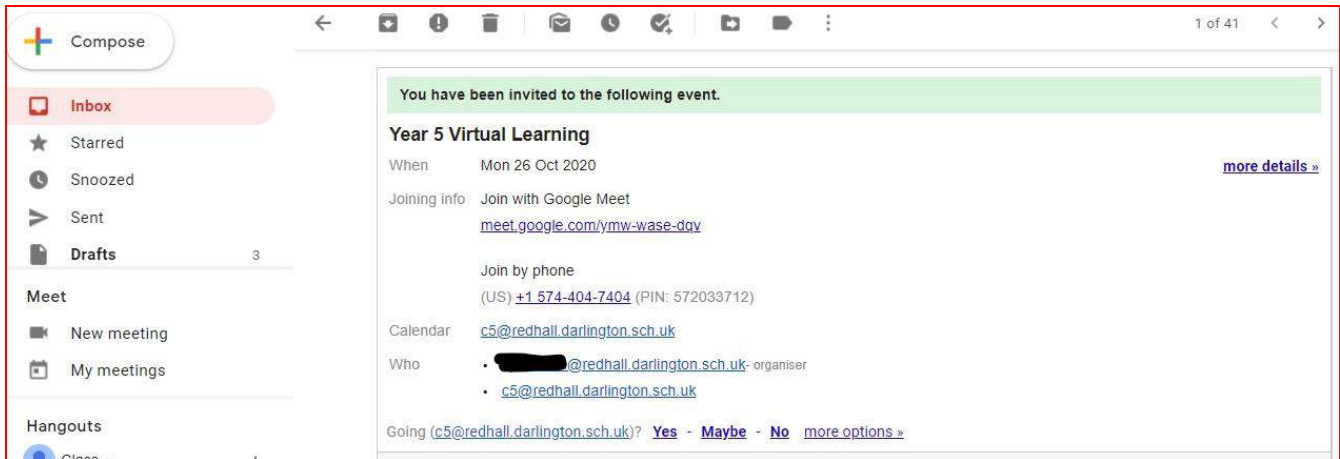 Compose
1 of 41
Inbox
Starred
Snoozed
Sent
Drafts 3
Meet
New meeting
My meetings
Hangouts
You have been invited to the following event.
Year 5 Virtual Learning
When Mon 26 Oct 2020 more details »
Joining info Join with Google Meet
meet.google.com/ymw-wase-dqv
Join by phone
(US) +1 574-404-7404 (PIN: 572033712)
Calendar c5@redhall.darlington.sch.uk
Who • @redhall.darlington.sch.uk- organiser
• c5@redhall.darlington.sch.uk
Going (c5@redhall.darlington.sch.uk)? Yes - Maybe - No more options »